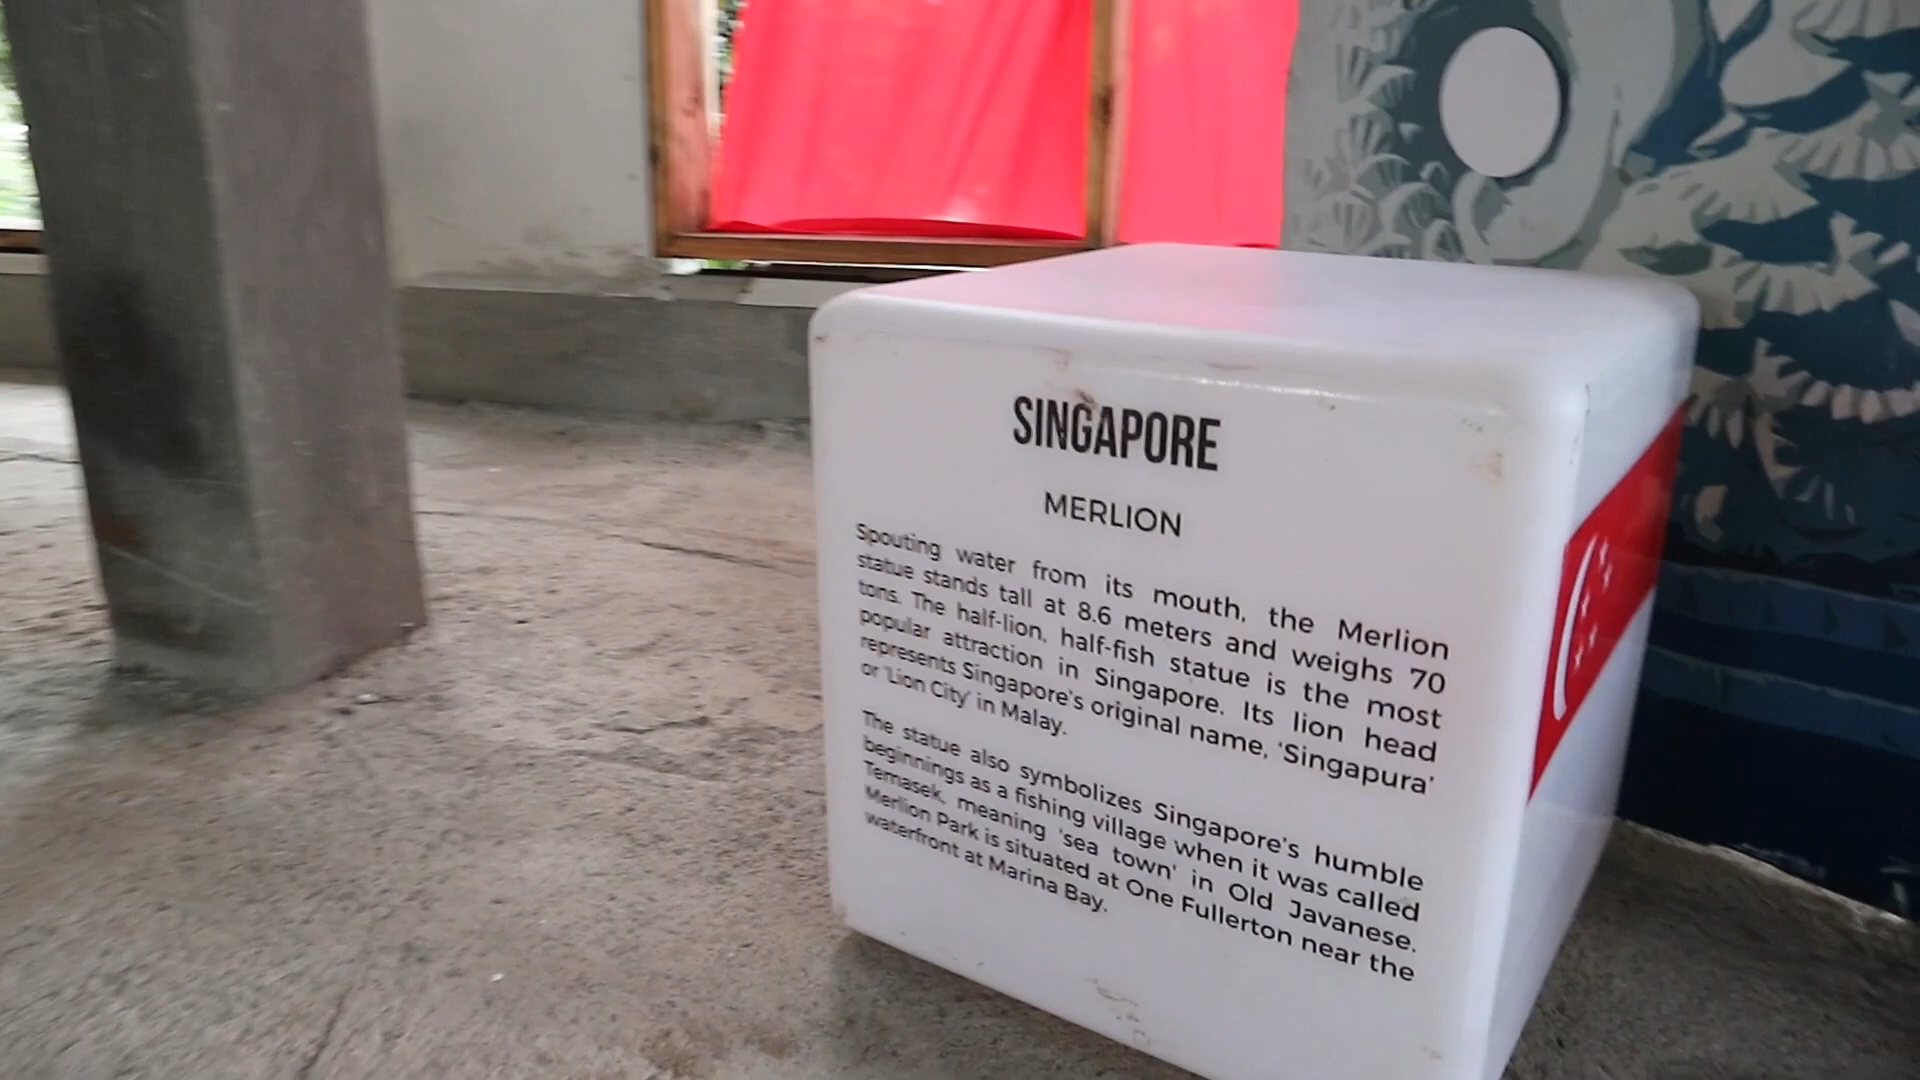 SINGAPORE
MERLION
Spouting water from its mouth, the Merlion
statue stands tall at 8.6 meters and weighs 70
tons. The half-lion, half-fish statue is the most
popular attraction in Singapore. Its lion head
represents Singapore's original name, 'Singapura'
or 'Lion City' in Malay.
The statue also symbolizes Singapore's humble
beginnings as a fishing village when it was called
Temasek, meaning 'sea town' in Old Javanese.
Merlion Park is situated at One Fullerton near the
waterfront at Marina Bay.